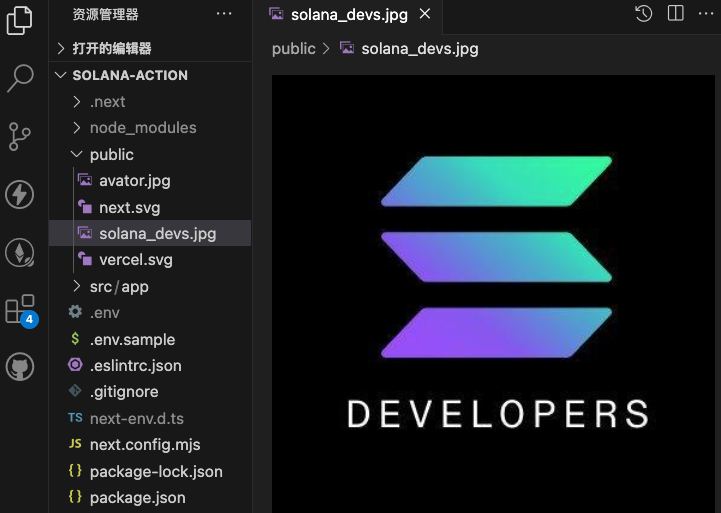 资源管理器
solana_devs.jpg
public > solana_devs.jpg
打开的编辑器
SOLANA-ACTION
.next
node_modules
public
avator.jpg
next.svg
solana_devs.jpg
vercel.svg
src/app
.env
$ .env.sample
.eslintrc.json
.gitignore
TS next-env.d.ts
JS next.config.mjs
{} package-lock.json
{} package.json
4
DEVELOPERS